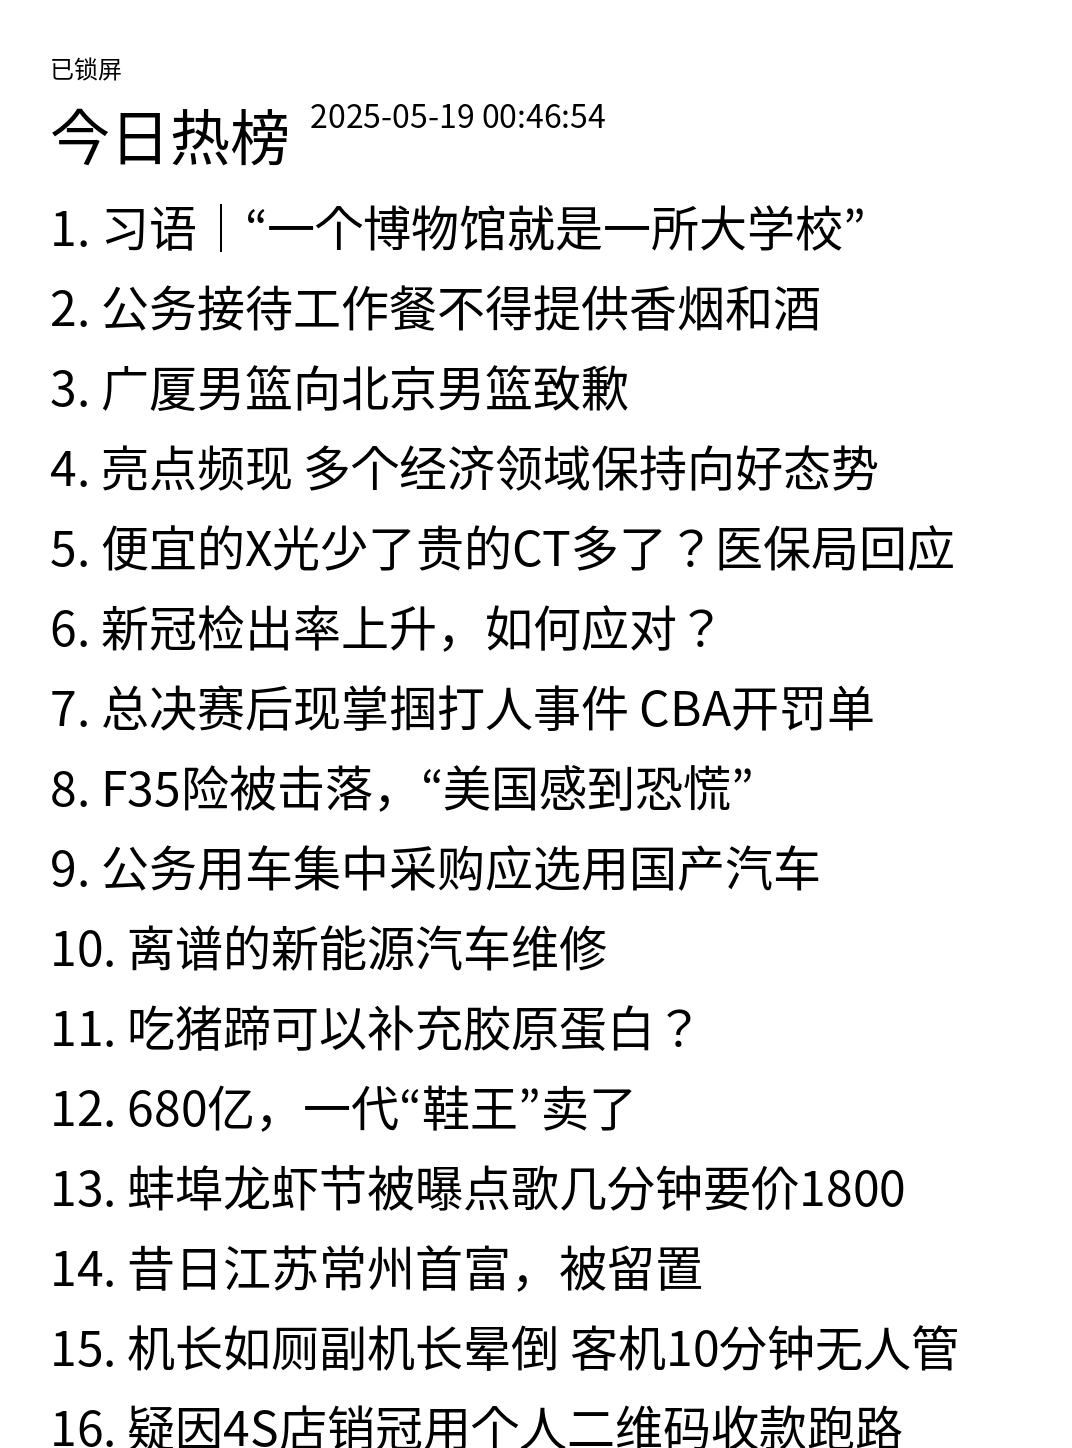 已锁屏
今日热榜 2025-05-19 00:46:54
1. 习语｜“一个博物馆就是一所大学校”
2. 公务接待工作餐不得提供香烟和酒
3. 广厦男篮向北京男篮致歉
4. 亮点频现 多个经济领域保持向好态势
5. 便宜的X光少了贵的CT多了？医保局回应
6. 新冠检出率上升，如何应对？
7. 总决赛后现掌掴打人事件 CBA开罚单
8. F35险被击落，“美国感到恐慌”
9. 公务用车集中采购应选用国产汽车
10. 离谱的新能源汽车维修
11. 吃猪蹄可以补充胶原蛋白？
12. 680亿，一代“鞋王”卖了
13. 蚌埠龙虾节被曝点歌几分钟要价1800
14. 昔日江苏常州首富，被留置
15. 机长如厕副机长晕倒 客机10分钟无人管
16. 疑因4S店销冠用个人二维码收款跑路